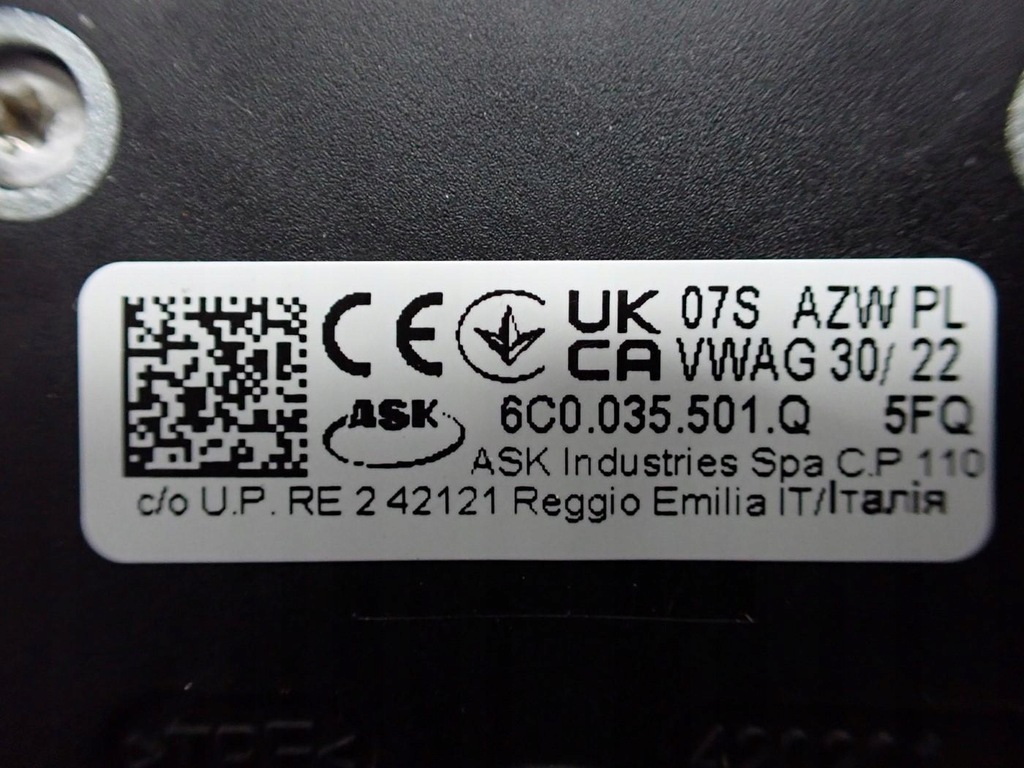 CE UK CA 07S AZW PL
VWAG 30/ 22
ASK 6C0.035.501.Q 5FQ
ASK Industries Spa C.P 110
c/o U.P. RE 2 42121 Reggio Emilia IT/Італія